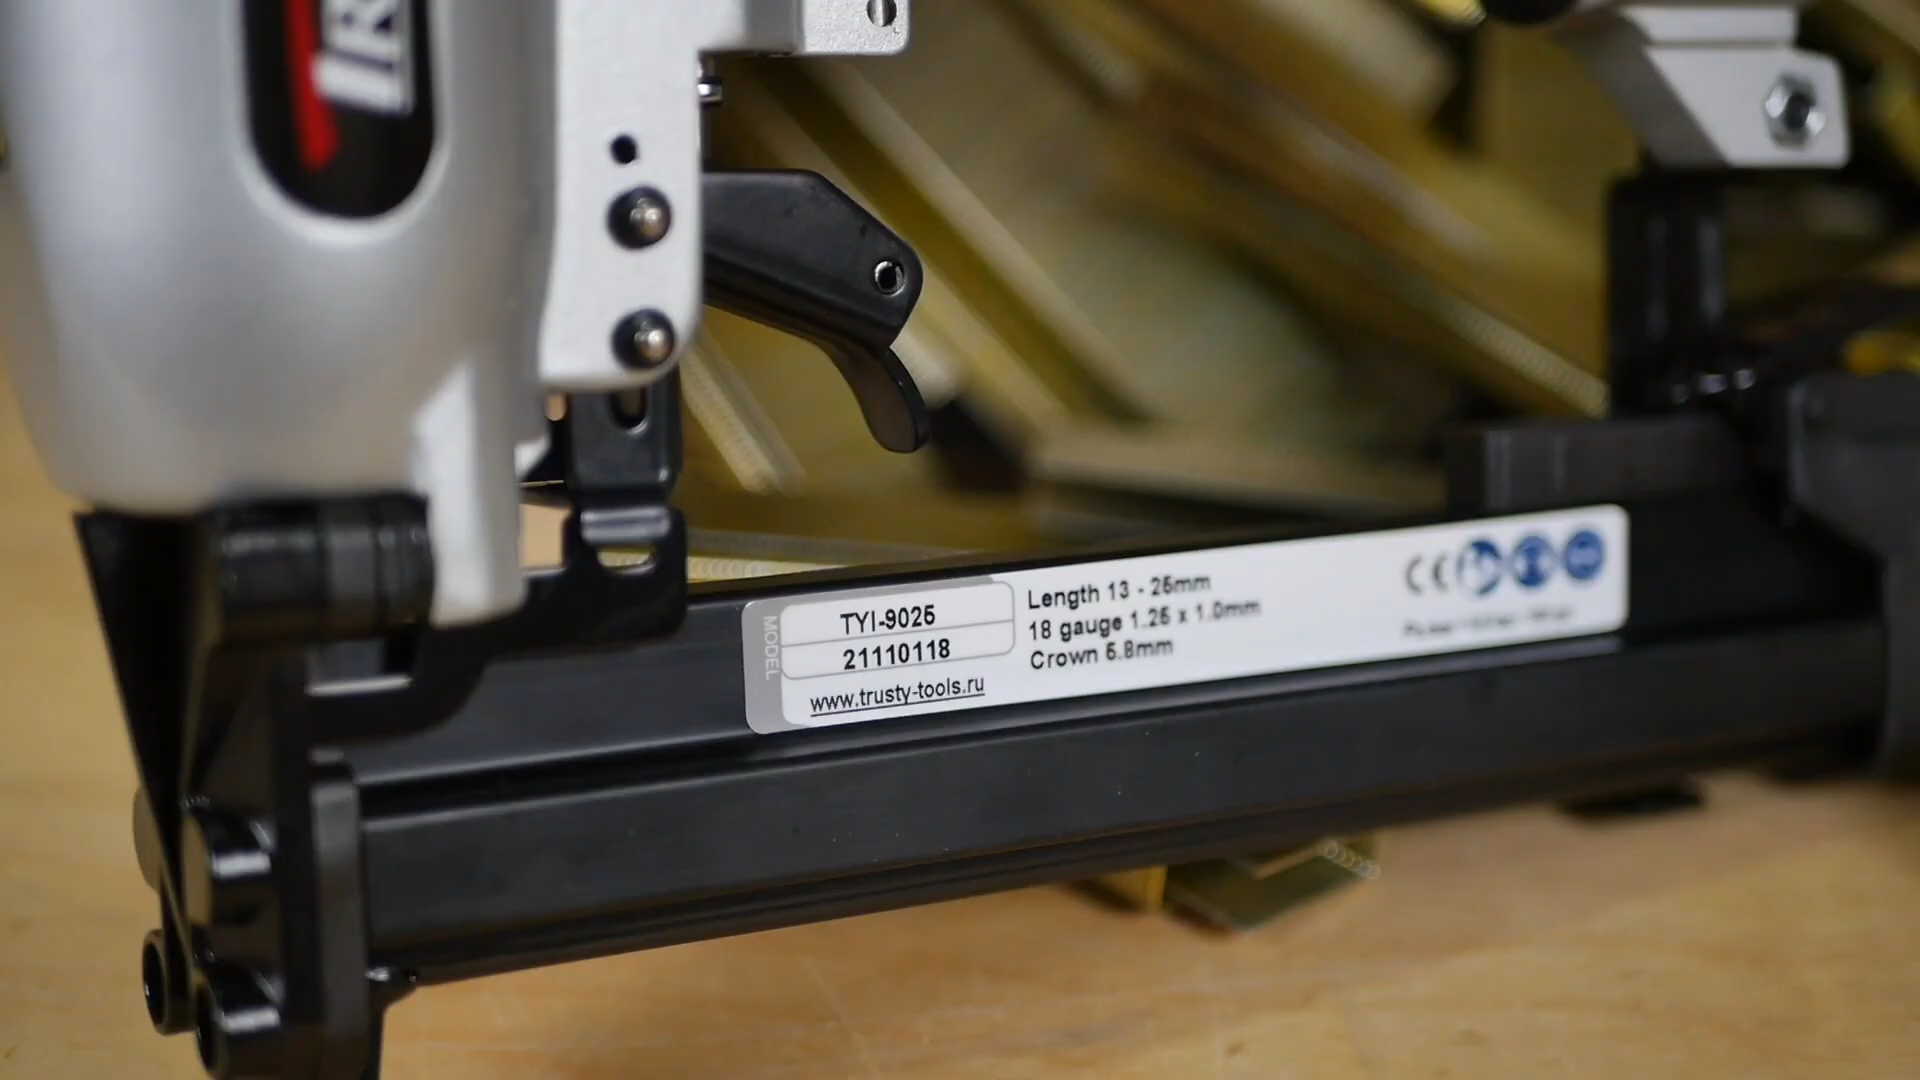 TYI-9025
21110118
MODEL
www.trusty-tools.ru
Length 13 - 25mm
18 gauge 1.25 x 1.0mm
Crown 5.8mm
CE